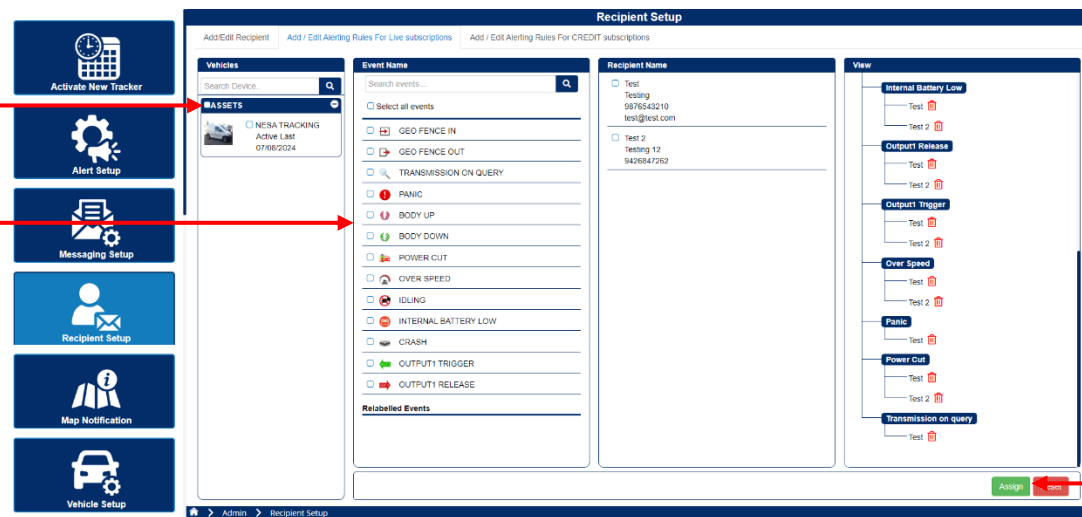 Recipient Setup
Activate New Tracker
Alert Setup
Messaging Setup
Recipient Setup
Map Notification
Vehicle Setup
Add/Edit Recipient
Add / Edit Alerting Rules For Live subscriptions
Add / Edit Alerting Rules For CREDIT subscriptions
Vehicles
Search Device..
ASSETS
NESA TRACKING
Active Last
07/08/2024
Event Name
Search events....
Select all events
GEO FENCE IN
GEO FENCE OUT
TRANSMISSION ON QUERY
PANIC
BODY UP
BODY DOWN
POWER CUT
OVER SPEED
IDLING
INTERNAL BATTERY LOW
CRASH
OUTPUT1 TRIGGER
OUTPUT1 RELEASE
Relabelled Events
Recipient Name
Test
Testing
9876543210
test@test.com
Test 2
Testing 12
9426847262
View
Internal Battery Low
Test
Test 2
Output1 Release
Test
Test 2
Output1 Trigger
Test
Test 2
Over Speed
Test
Test 2
Panic
Test
Power Cut
Test
Test 2
Transmission on query
Test
Assign
Admin > Recipient Setup